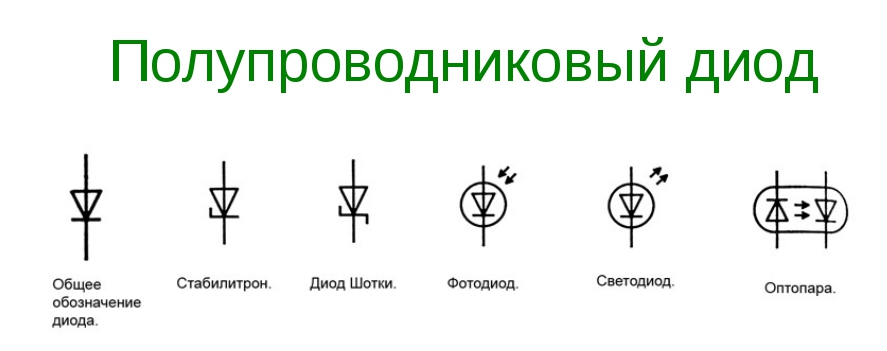 Полупроводниковый диод
Общее
обозначение
диода.
Стабилитрон.
Диод Шотки.
Фотодиод.
Светодиод.
Оптопара.